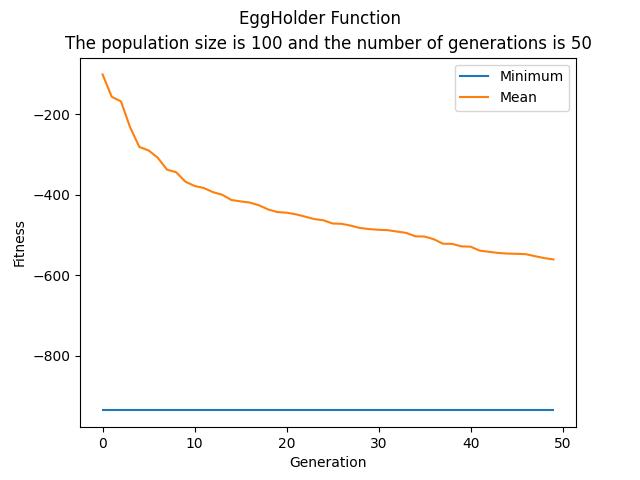 EggHolder Function
The population size is 100 and the number of generations is 50
Minimum
Mean
−200
−400
−600
−800
Fitness
0
10
20
30
40
50
Generation